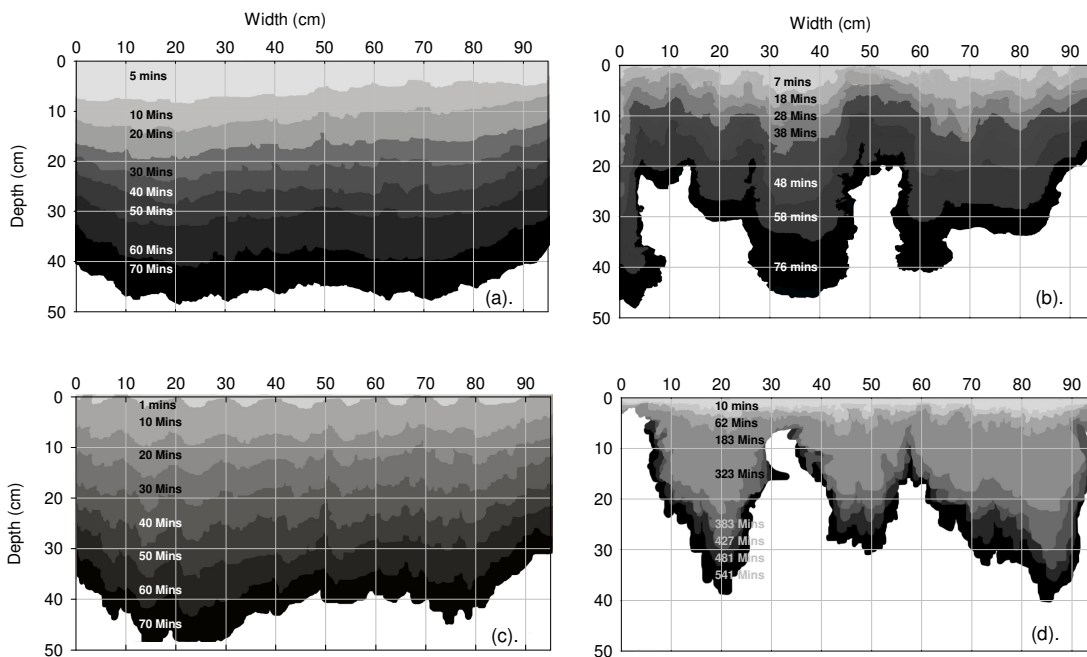 Width (cm)
0 10 20 30 40 50 60 70 80 90
Depth (cm)
0
10
20
30
40
50
5 mins
10 Mins
20 Mins
30 Mins
40 Mins
50 Mins
60 Mins
70 Mins
(a).
Width (cm)
0 10 20 30 40 50 60 70 80 90
0
10
20
30
40
50
7 mins
18 Mins
28 Mins
38 Mins
48 mins
58 mins
76 mins
(b).
0 10 20 30 40 50 60 70 80 90
Depth (cm)
0
10
20
30
40
50
1 mins
10 Mins
20 Mins
30 Mins
40 Mins
50 Mins
60 Mins
70 Mins
(c).
0 10 20 30 40 50 60 70 80 90
0
10
20
30
40
50
10 mins
62 Mins
183 Mins
323 Mins
383 Mins
427 Mins
481 Mins
541 Mins
(d).